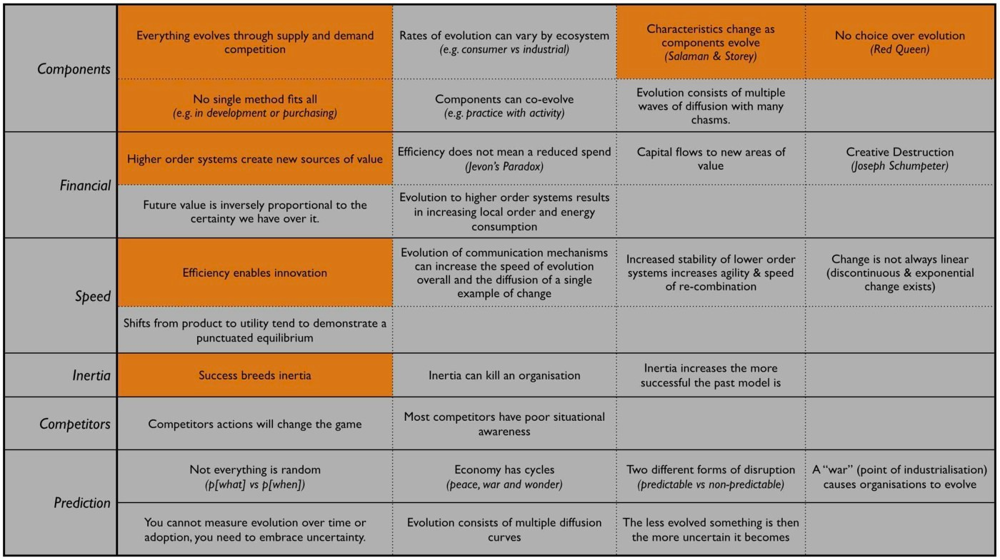 Components
Everything evolves through supply and demand
competition
Rates of evolution can vary by ecosystem
(e.g. consumer vs industrial)
Characteristics change as
components evolve
(Salaman & Storey)
No choice over evolution
(Red Queen)
No single method fits all
(e.g. in development or purchasing)
Components can co-evolve
(e.g. practice with activity)
Evolution consists of multiple
waves of diffusion with many
chasms.
Financial
Higher order systems create new sources of value
Efficiency does not mean a reduced spend
(Jevon's Paradox)
Capital flows to new areas of
value
Creative Destruction
(Joseph Schumpeter)
Future value is inversely proportional to the
certainty we have over it.
Evolution to higher order systems results
in increasing local order and energy
consumption
Speed
Efficiency enables innovation
Evolution of communication mechanisms
can increase the speed of evolution
overall and the diffusion of a single
example of change
Increased stability of lower order
systems increases agility & speed
of re-combination
Change is not always linear
(discontinuous & exponential
change exists)
Shifts from product to utility tend to demonstrate a
punctuated equilibrium
Inertia
Success breeds inertia
Inertia can kill an organisation
Inertia increases the more
successful the past model is
Competitors
Competitors actions will change the game
Most competitors have poor situational
awareness
Prediction
Not everything is random
(p[what] vs p[when])
Economy has cycles
(peace, war and wonder)
Two different forms of disruption
(predictable vs non-predictable)
A “war” (point of industrialisation)
causes organisations to evolve
You cannot measure evolution over time or
adoption, you need to embrace uncertainty.
Evolution consists of multiple diffusion
curves
The less evolved something is then
the more uncertain it becomes